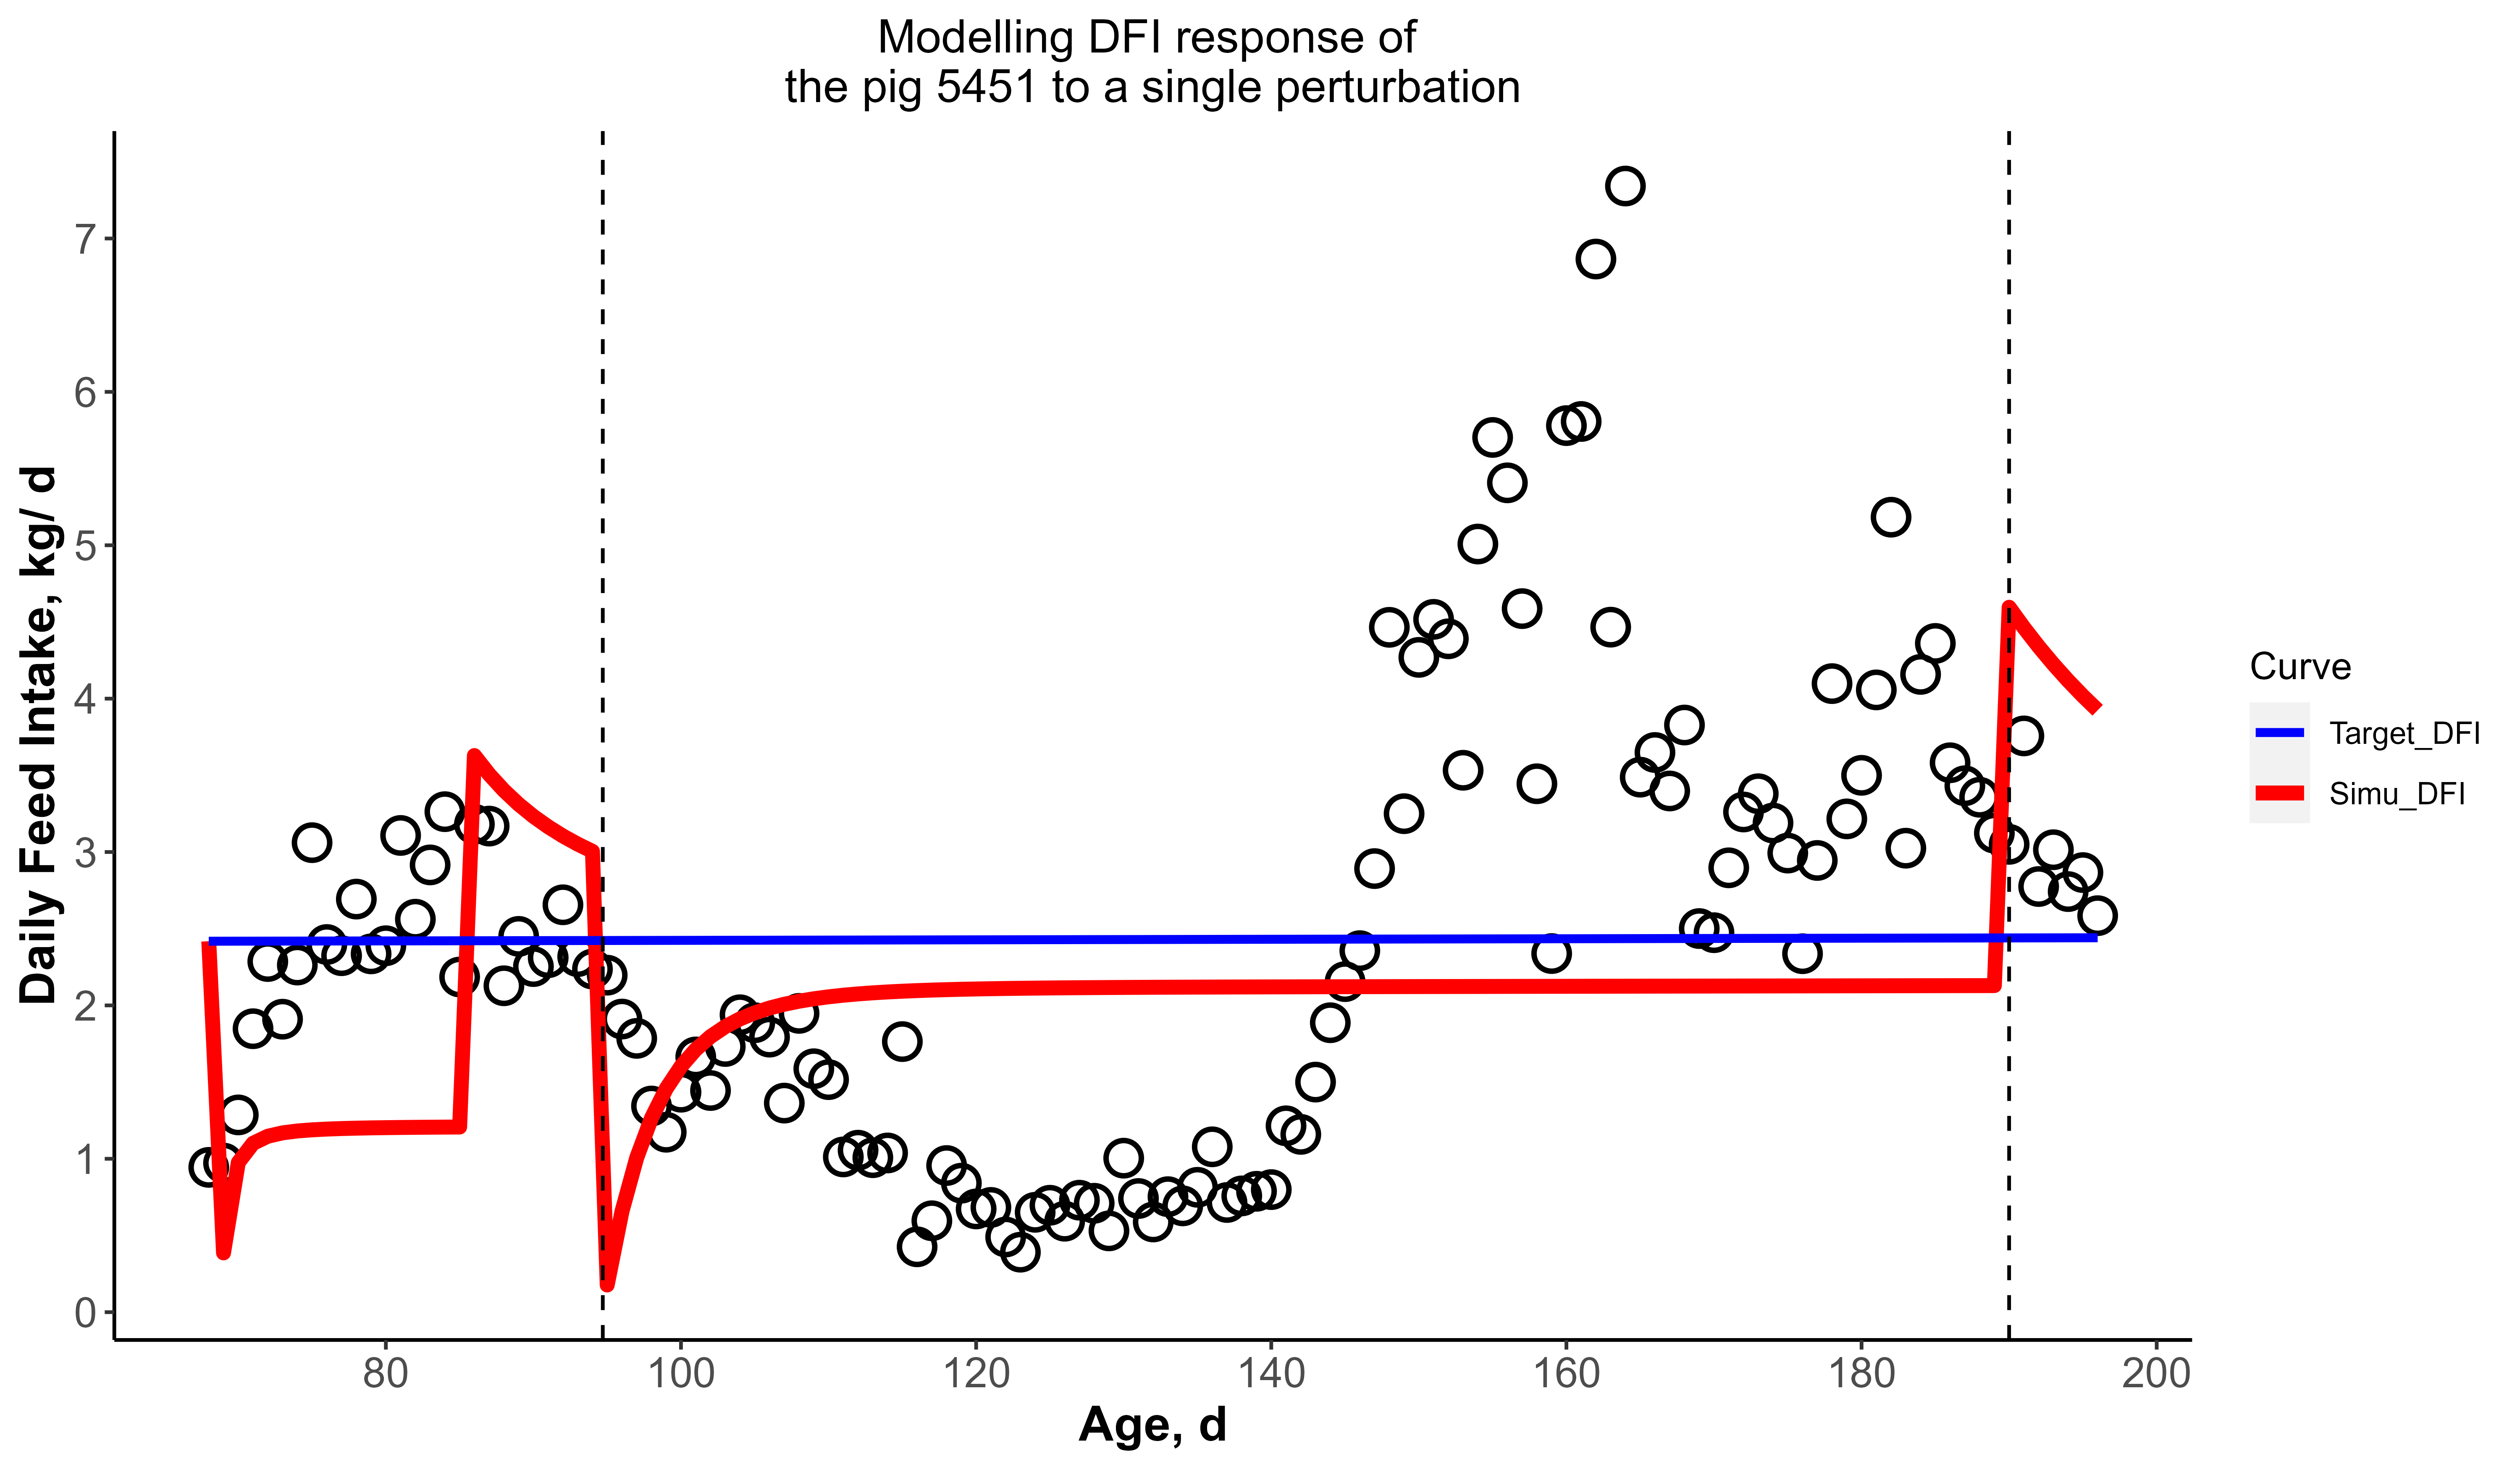 Modelling DFI response of
the pig 5451 to a single perturbation
Daily Feed Intake, kg/ d
7
6
5
4
3
2
1
0
80 100 120 140 160 180 200
Age, d
Curve
Target_DFI
Simu_DFI